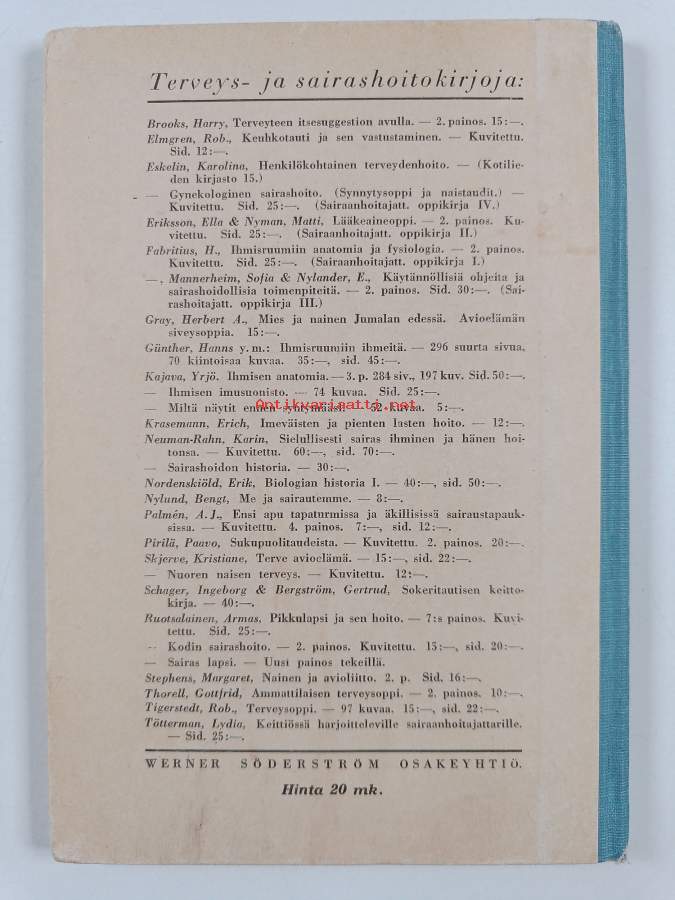 Terveys- ja sairashoitokirjoja:
Brooks, Harry, Terveyteen itsesuggestion avulla. — 2. painos. 15:—.
Elmgren, Rob., Keuhkotauti ja sen vastustaminen. — Kuvitettu.
Sid. 12:—.
Eskelin, Karolina, Henkilökohtainen terveydenhoito. — (Kotilie-
den kirjasto 15.)
— Gynekologinen sairashoito. (Synnytysoppi ja naistaudit.) —
Kuvitettu. Sid. 25:—. (Sairaanhoitajatt. oppikirja IV.)
Eriksson, Ella & Nyman, Matti, Lääkeaineoppi. — 2. painos. Ku-
vitettu. Sid. 25:—. (Sairaanhoitajatt. oppikirja II.)
Fabritius, H., Ihmisruumiin anatomia ja fysiologia. — 2. painos.
Kuvitettu. Sid. 25:—. (Sairaanhoitajatt. oppikirja I.)
—, Mannerheim, Sofia & Nylander, E., Käytännöllisiä ohjeita ja
sairashoidollisia toimenpiteitä. — 2. painos. Sid. 30:—. (Sai-
rashoitajatt. oppikirja III.)
Gray, Herbert A., Mies ja nainen Jumalan edessä. Avioelämän
siveysoppia. 15:—.
Günther, Hanns y. m.: Ihmisruumiin ihmeitä. — 296 suurta sivua,
70 kiintoisaa kuvaa. 35:—, sid. 45:—.
Kajava, Yrjö. Ihmisen anatomia. — 3. p. 284 siv., 197 kuv. Sid. 50:—.
— Ihmisen imusuonisto. — 74 kuvaa. Sid. 25:—.
— Miltä näytit ennen syntymääsi? — 52 kuvaa. 5:—.
Antikvariaatti.net
Krasemann, Erich, Imeväisten ja pienten lasten hoito. — 12:—.
Neuman-Rahn, Karin, Sielullisesti sairas ihminen ja hänen hoi-
tonsa. — Kuvitettu. 60:—, sid. 70:—.
— Sairashoidon historia. — 30:—.
Nordenskiöld, Erik, Biologian historia I. — 40:—, sid. 50:—.
Nylund, Bengt, Me ja sairautemme. — 8:—.
Palmén, A. J., Ensi apu tapaturmissa ja äkillisissä sairaustapauk-
sissa. — Kuvitettu. 4. painos. 7:—, sid. 12:—.
Pirilä, Paavo, Sukupuolitaudeista. — Kuvitettu. 2. painos. 20:—.
Skjerve, Kristiane, Terve avioelämä. — 15:—, sid. 22:—.
— Nuoren naisen terveys. — Kuvitettu. 12:—.
Schager, Ingeborg & Bergström, Gertrud, Sokeritautisen keitto-
kirja. — 40:—.
Ruotsalainen, Armas, Pikkulapsi ja sen hoito. — 7:s painos. Kuvi-
tettu. Sid. 25:—.
— Kodin sairashoito. — 2. painos. Kuvitettu. 15:—, sid. 20:—.
— Sairas lapsi. — Uusi painos tekeillä.
Stephens, Margaret, Nainen ja avioliitto. 2. p. Sid. 16:—.
Thorell, Gottfrid, Ammattilaisen terveysoppi. — 2. painos. 10:—.
Tigerstedt, Rob., Terveysoppi. — 97 kuvaa. 15:—, sid. 22:—.
Tötterman, Lydia, Keittiössä harjoitteleville sairaanhoitajattarille.
— Sid. 25:—.
WERNER SÖDERSTRÖM OSAKEYHTIÖ.
Hinta 20 mk.